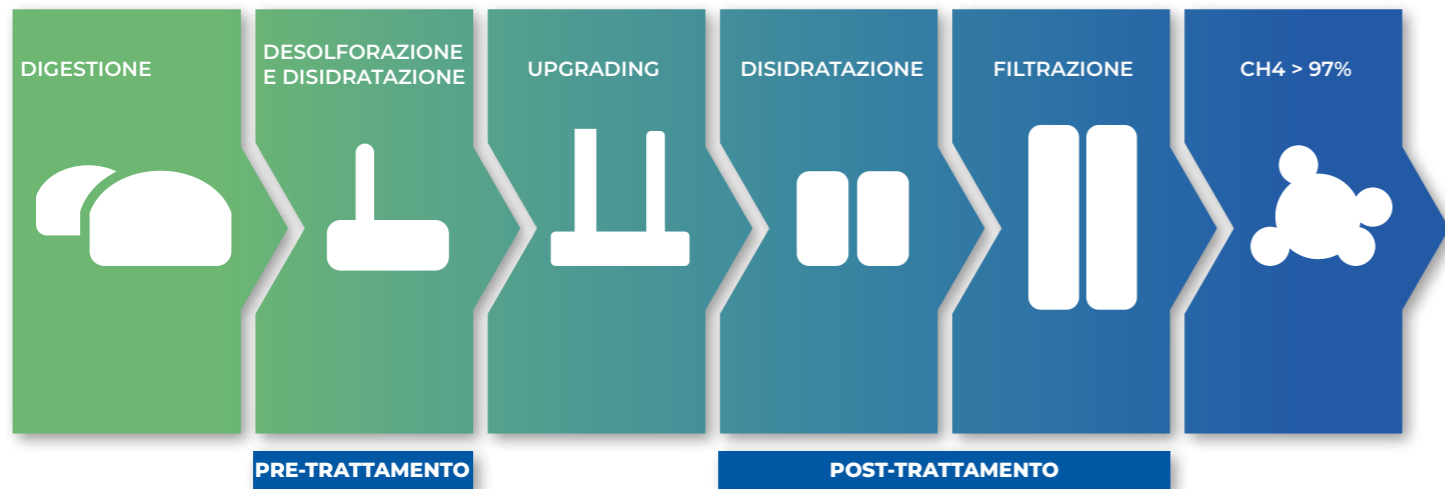 DIGESTIONE
DESOLFORAZIONE
E DISIDRATAZIONE
UPGRADING
DISIDRATAZIONE
FILTRAZIONE
CH4 > 97%
PRE-TRATTAMENTO
POST-TRATTAMENTO